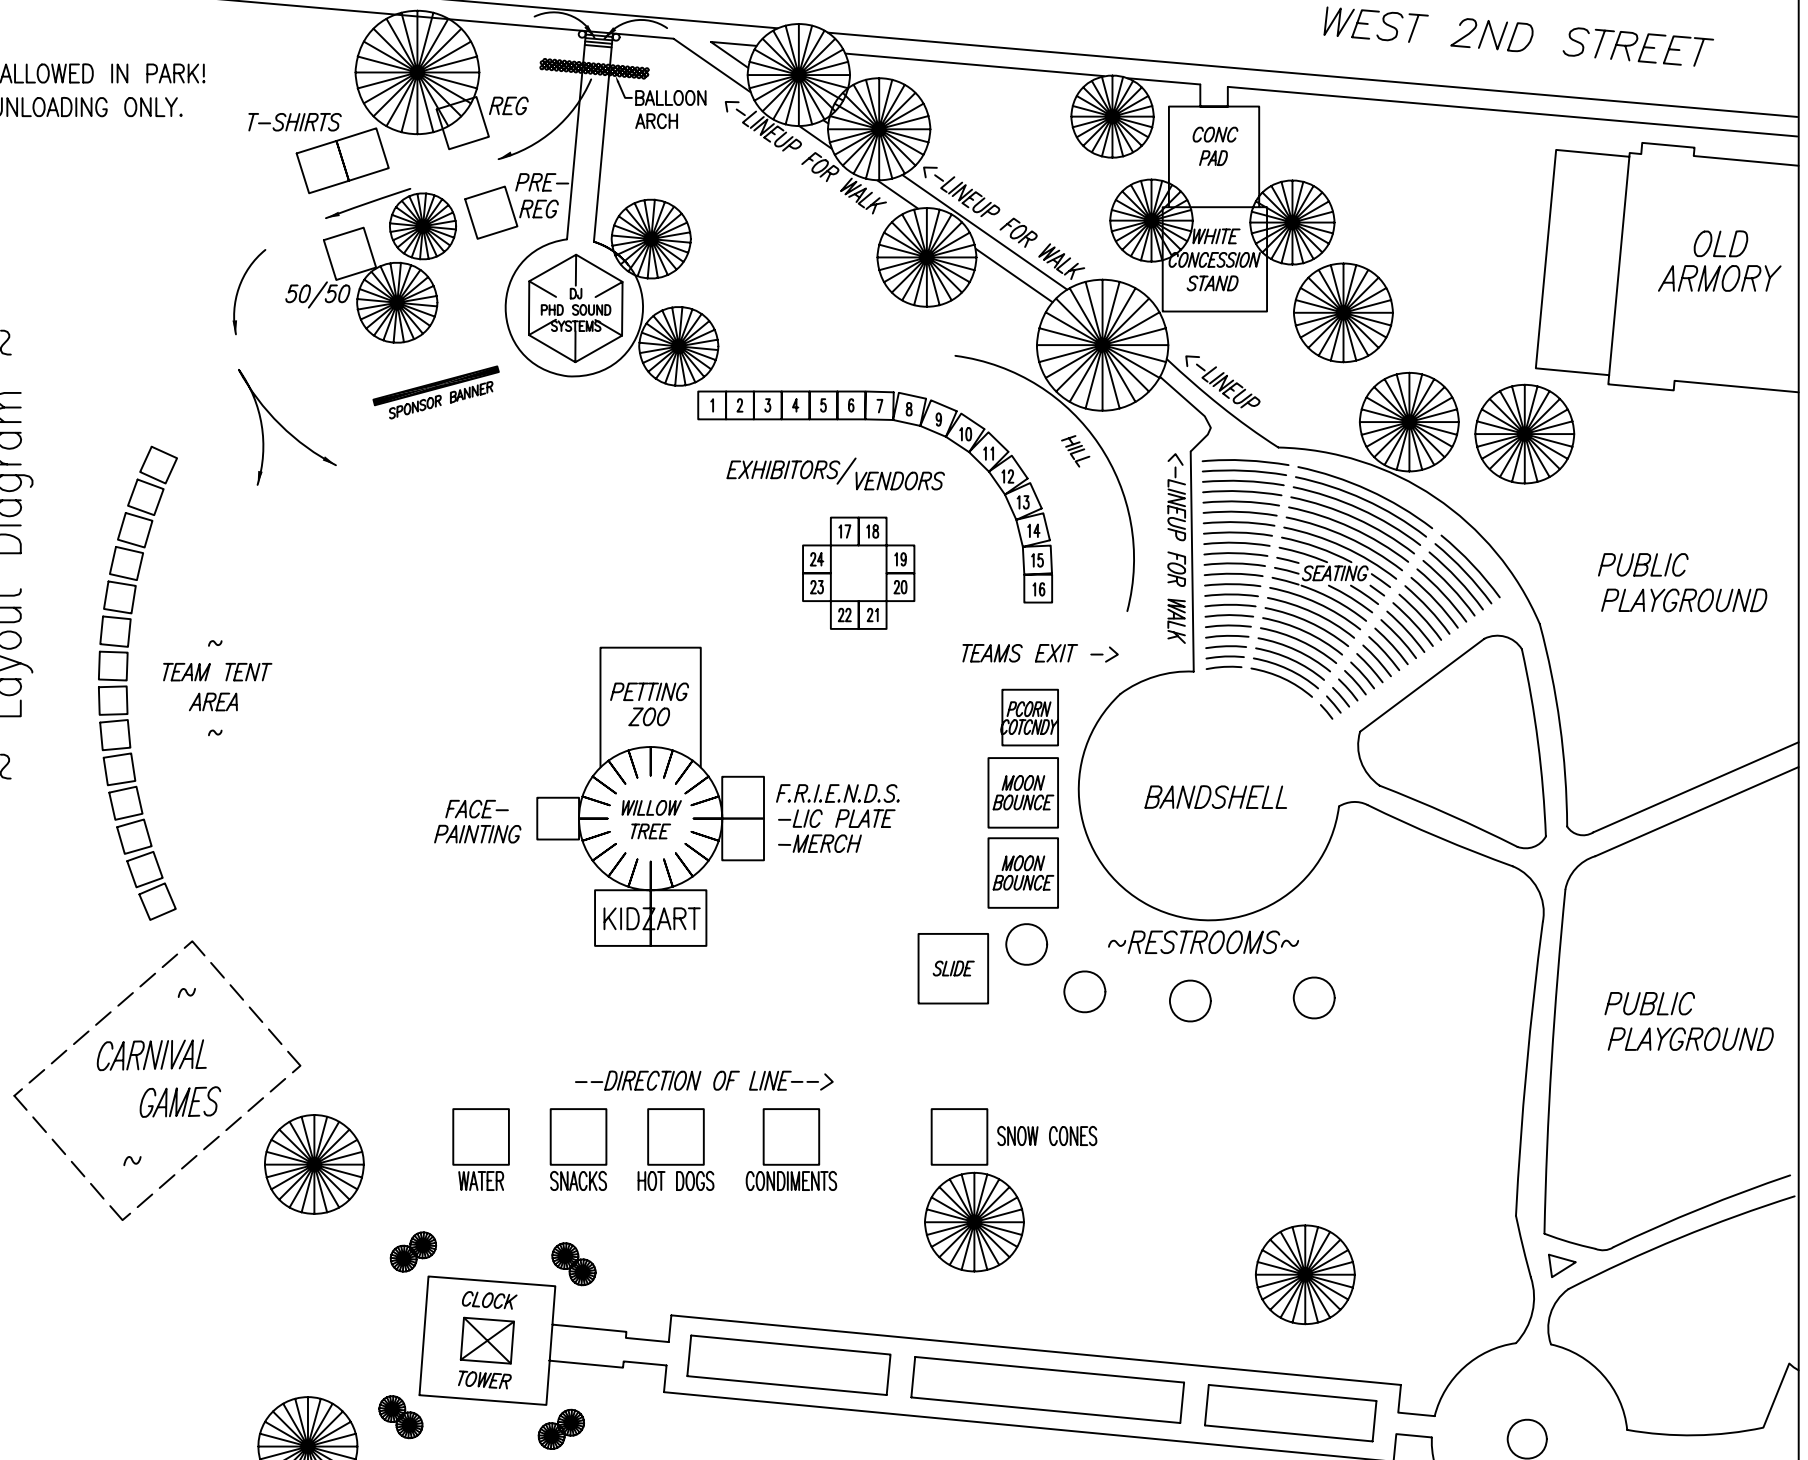 WEST 2ND STREET
ALLOWED IN PARK!
UNLOADING ONLY.
T-SHIRTS
REG
BALLOON
ARCH
PRE-
REG
50/50
DJ
PHD SOUND
SYSTEMS
SPONSOR BANNER
<--LINEUP FOR WALK
<--LINEUP FOR WALK
<--LINEUP
<--LINEUP FOR WALK
CONC
PAD
WHITE
CONCESSION
STAND
OLD
ARMORY
~ Layout Diagram ~
1 2 3 4 5 6 7 8 9 10 11 12 13 14 15 16
EXHIBITORS/VENDORS
HILL
17 18
24 19
23 20
22 21
SEATING
PUBLIC
PLAYGROUND
TEAMS EXIT -->
~
TEAM TENT
AREA
~
PETTING
ZOO
WILLOW
TREE
FACE-
PAINTING
F.R.I.E.N.D.S.
-LIC PLATE
-MERCH
KIDZART
PCORN
COTCNDY
MOON
BOUNCE
MOON
BOUNCE
BANDSHELL
SLIDE
~RESTROOMS~
PUBLIC
PLAYGROUND
~
CARNIVAL
GAMES
~
--DIRECTION OF LINE-->
WATER
SNACKS
HOT DOGS
CONDIMENTS
SNOW CONES
CLOCK
TOWER